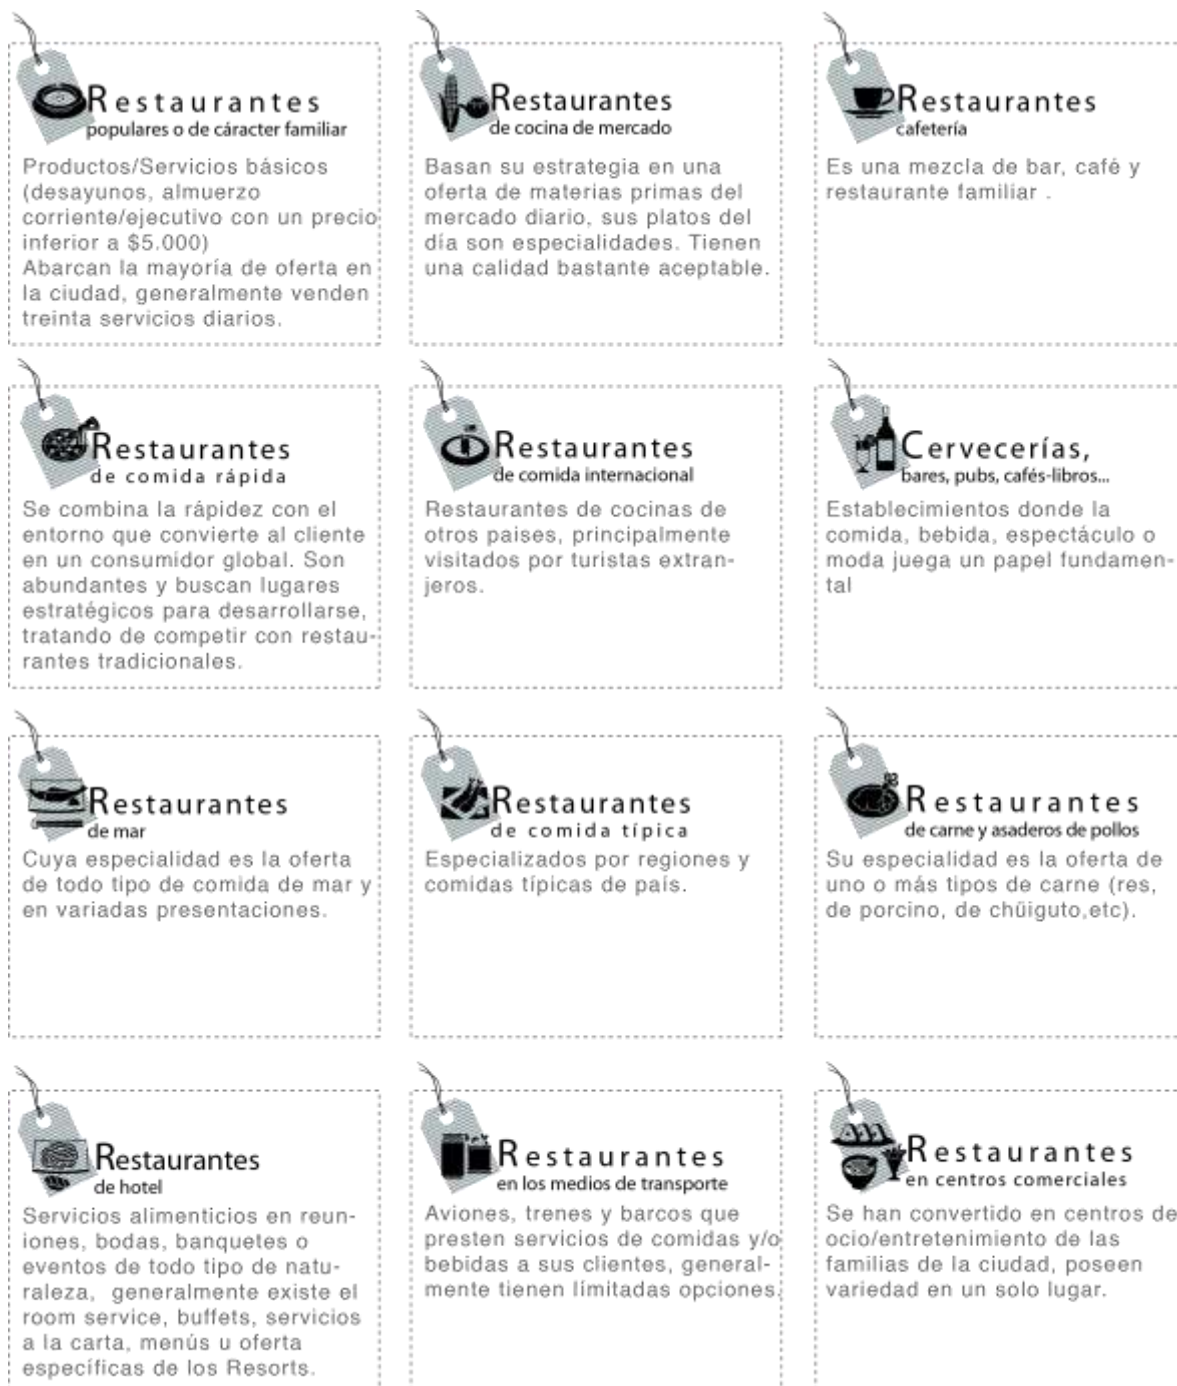 Restaurantes
populares o de cáracter familiar
Productos/Servicios básicos
(desayunos, almuerzo
corriente/ejecutivo con un precio
inferior a $5.000)
Abarcan la mayoría de oferta en
la ciudad, generalmente venden
treinta servicios diarios.
Restaurantes
de cocina de mercado
Basan su estrategia en una
oferta de materias primas del
mercado diario, sus platos del
día son especialidades. Tienen
una calidad bastante aceptable.
Restaurantes
cafetería
Es una mezcla de bar, café y
restaurante familiar .
Restaurantes
de comida rápida
Se combina la rápidez con el
entorno que convierte al cliente
en un consumidor global. Son
abundantes y buscan lugares
estratégicos para desarrollarse,
tratando de competir con restau-
rantes tradicionales.
Restaurantes
de comida internacional
Restaurantes de cocinas de
otros paises, principalmente
visitados por turistas extran-
jeros.
Cervecerías,
bares, pubs, cafés-libros...
Establecimientos donde la
comida, bebida, espectáculo o
moda juega un papel fundamen-
tal
Restaurantes
de mar
Cuya especialidad es la oferta
de todo tipo de comida de mar y
en variadas presentaciones.
Restaurantes
de comida típica
Especializados por regiones y
comidas típicas de país.
Restaurantes
de carne y asaderos de pollos
Su especialidad es la oferta de
uno o más tipos de carne (res,
de porcino, de chüiguto,etc).
Restaurantes
de hotel
Servicios alimenticios en reun-
iones, bodas, banquetes o
eventos de todo tipo de natu-
raleza, generalmente existe el
room service, buffets, servicios
a la carta, menús u oferta
específicas de los Resorts.
Restaurantes
en los medios de transporte
Aviones, trenes y barcos que
presten servicios de comidas y/o
bebidas a sus clientes, general-
mente tienen límitadas opciones.
Restaurantes
en centros comerciales
Se han convertido en centros de
ocio/entretenimiento de las
familias de la ciudad, poseen
variedad en un solo lugar.